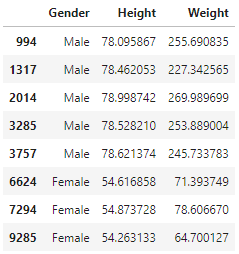 Gender Height Weight
994 Male 78.095867 255.690835
1317 Male 78.462053 227.342565
2014 Male 78.998742 269.989699
3285 Male 78.528210 253.889004
3757 Male 78.621374 245.733783
6624 Female 54.616858 71.393749
7294 Female 54.873728 78.606670
9285 Female 54.263133 64.700127